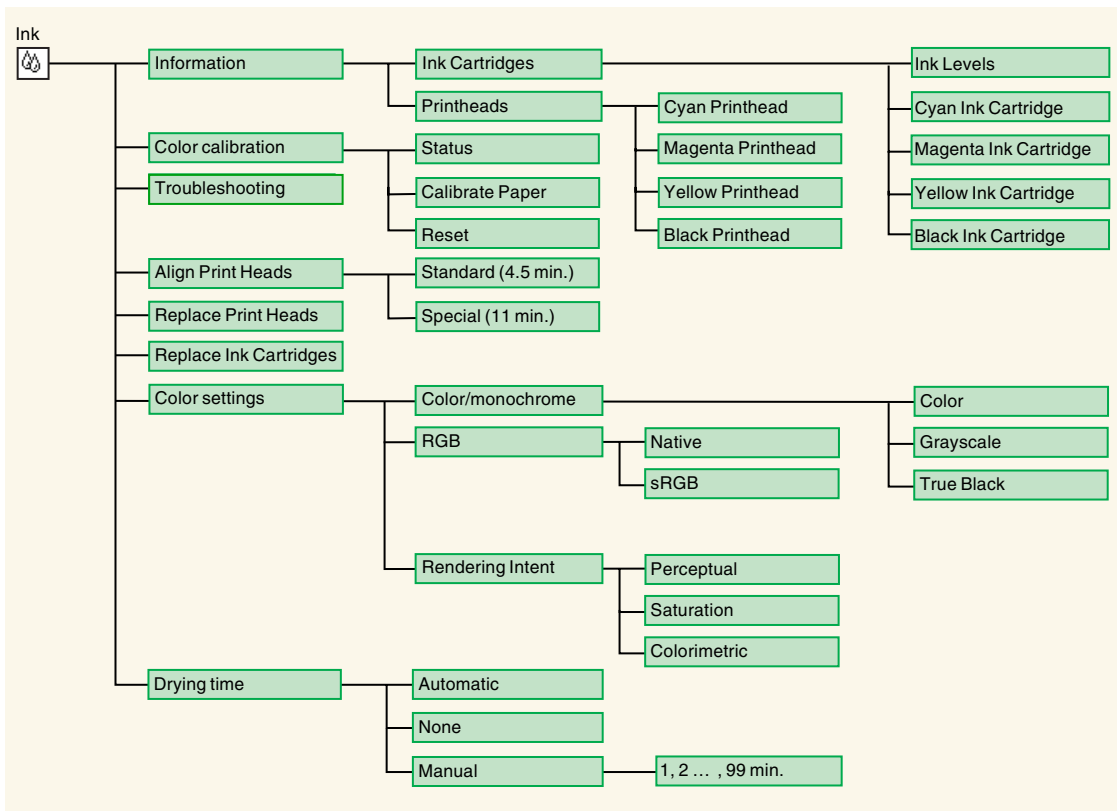 Ink
Information
Ink Cartridges
Ink Levels
Printheads
Cyan Printhead
Cyan Ink Cartridge
Color calibration
Status
Magenta Printhead
Magenta Ink Cartridge
Troubleshooting
Calibrate Paper
Yellow Printhead
Yellow Ink Cartridge
Reset
Black Printhead
Black Ink Cartridge
Align Print Heads
Standard (4.5 min.)
Replace Print Heads
Special (11 min.)
Replace Ink Cartridges
Color settings
Color/monochrome
Color
RGB
Native
Grayscale
sRGB
True Black
Rendering Intent
Perceptual
Saturation
Colorimetric
Drying time
Automatic
None
Manual
1, 2 ... , 99 min.